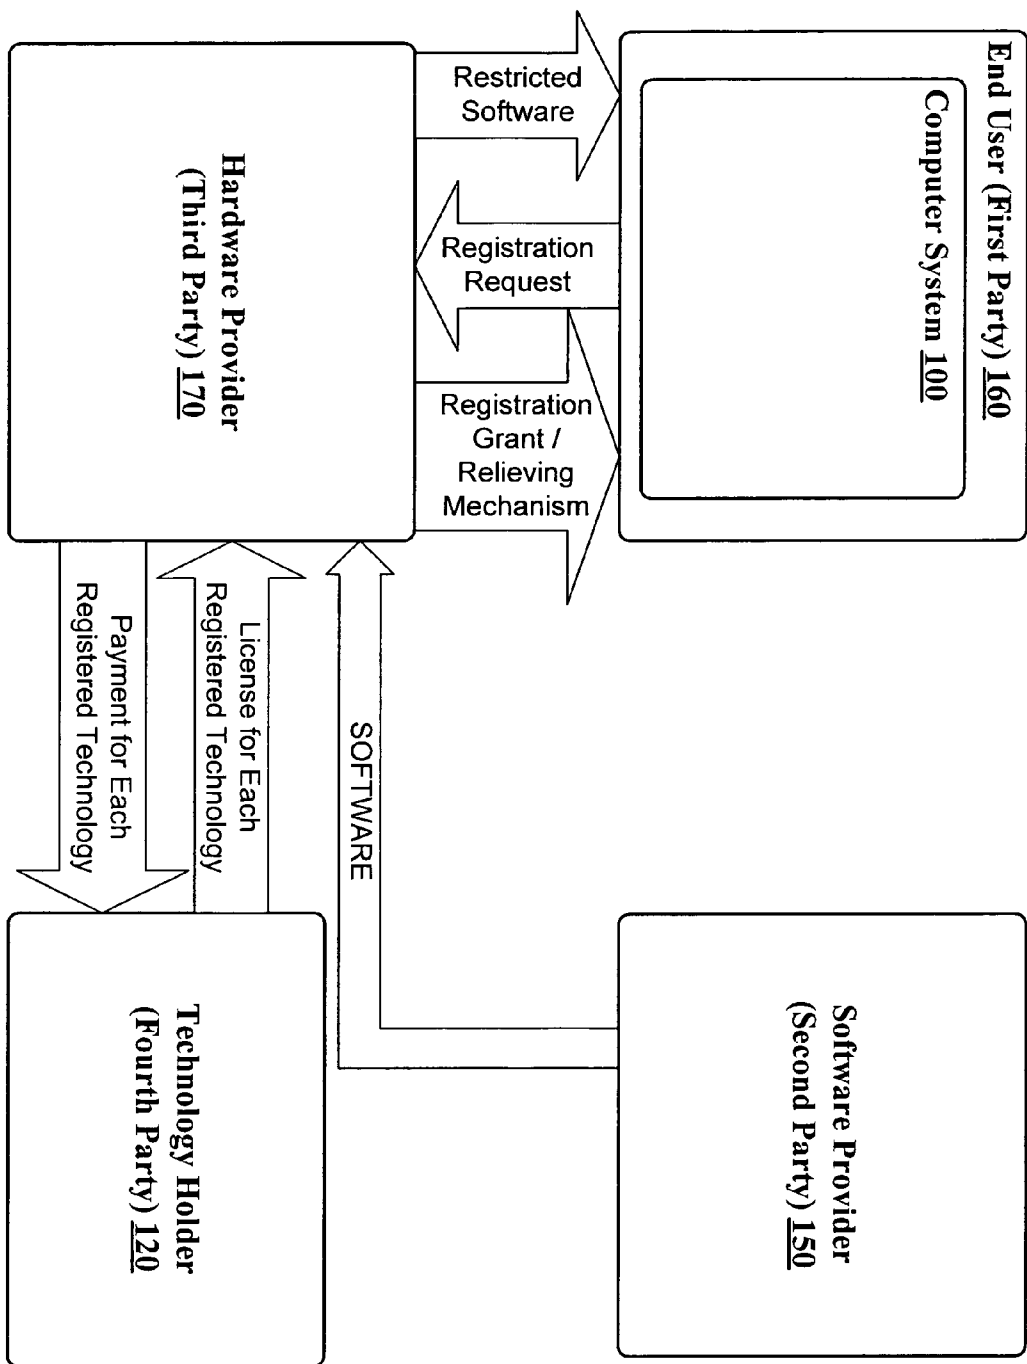 End User (First Party) 160
Computer System 100
Restricted
Software
Registration
Request
Registration
Grant /
Relieving
Mechanism
Hardware Provider
(Third Party) 170
Software Provider
(Second Party) 150
SOFTWARE
License for Each
Registered Technology
Payment for Each
Registered Technology
Technology Holder
(Fourth Party) 120